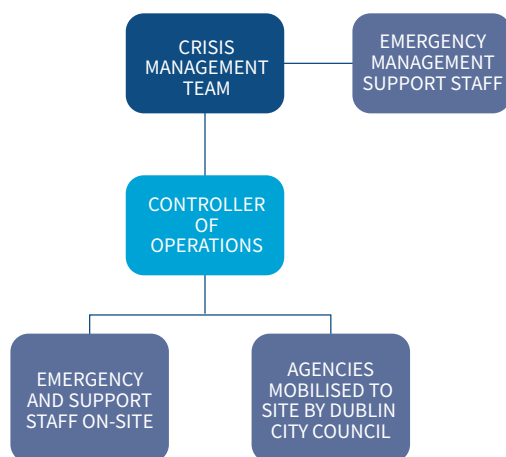 CRISIS
MANAGEMENT
TEAM
EMERGENCY
MANAGEMENT
SUPPORT STAFF
CONTROLLER
OF
OPERATIONS
EMERGENCY
AND SUPPORT
STAFF ON-SITE
AGENCIES
MOBILISED TO
SITE BY DUBLIN
CITY COUNCIL